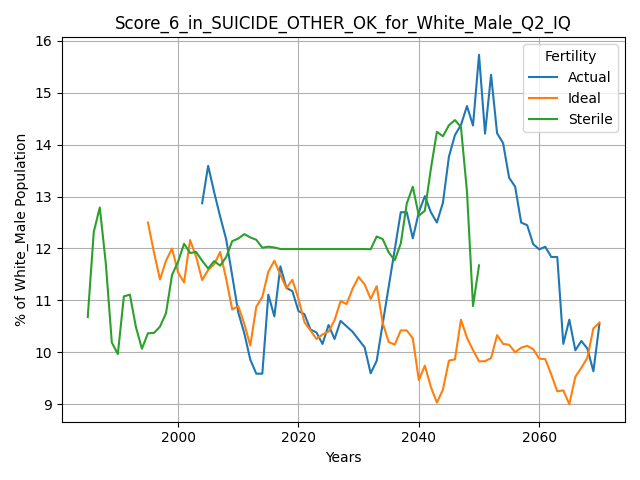 Score_6_in_SUICIDE_OTHER_OK_for_White_Male_Q2_IQ
% of White_Male Population
16
15
14
13
12
11
10
9
Fertility
Actual
Ideal
Sterile
2000
2020
2040
2060
Years